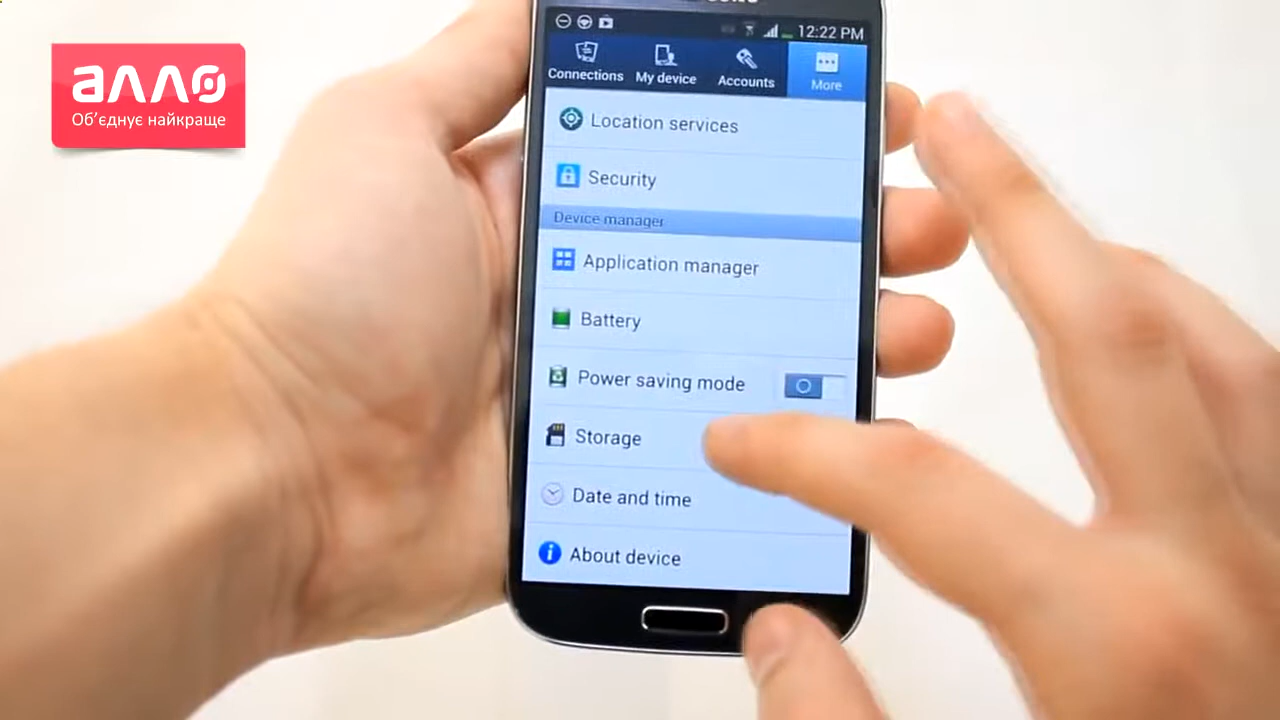 12:22 PM
алло
Об'єднує найкраще
Connections
My device
Accounts
More
Location services
Security
Device manager
Application manager
Battery
Power saving mode
Storage
Date and time
About device